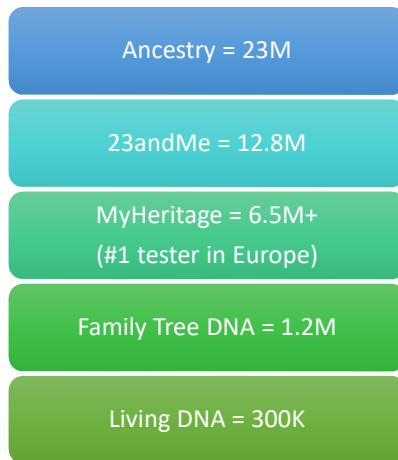 Ancestry = 23M
23andMe = 12.8M
MyHeritage = 6.5M+
(#1 tester in Europe)
Family Tree DNA = 1.2M
Living DNA = 300K